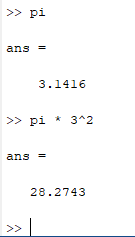 >> pi
ans =
3.1416
>> pi * 3^2
ans =
28.2743
>>